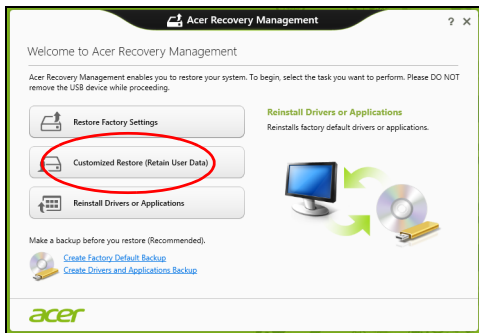 Acer Recovery Management
? X
Welcome to Acer Recovery Management
Acer Recovery Management enables you to restore your system. To begin, select the task you want to perform. Please DO NOT
remove the USB device while proceeding.
Restore Factory Settings
Reinstall Drivers or Applications
Reinstalls factory default drivers or applications.
Customized Restore (Retain User Data)
Reinstall Drivers or Applications
Make a backup before you restore (Recommended).
Create Factory Default Backup
Create Drivers and Applications Backup
acer